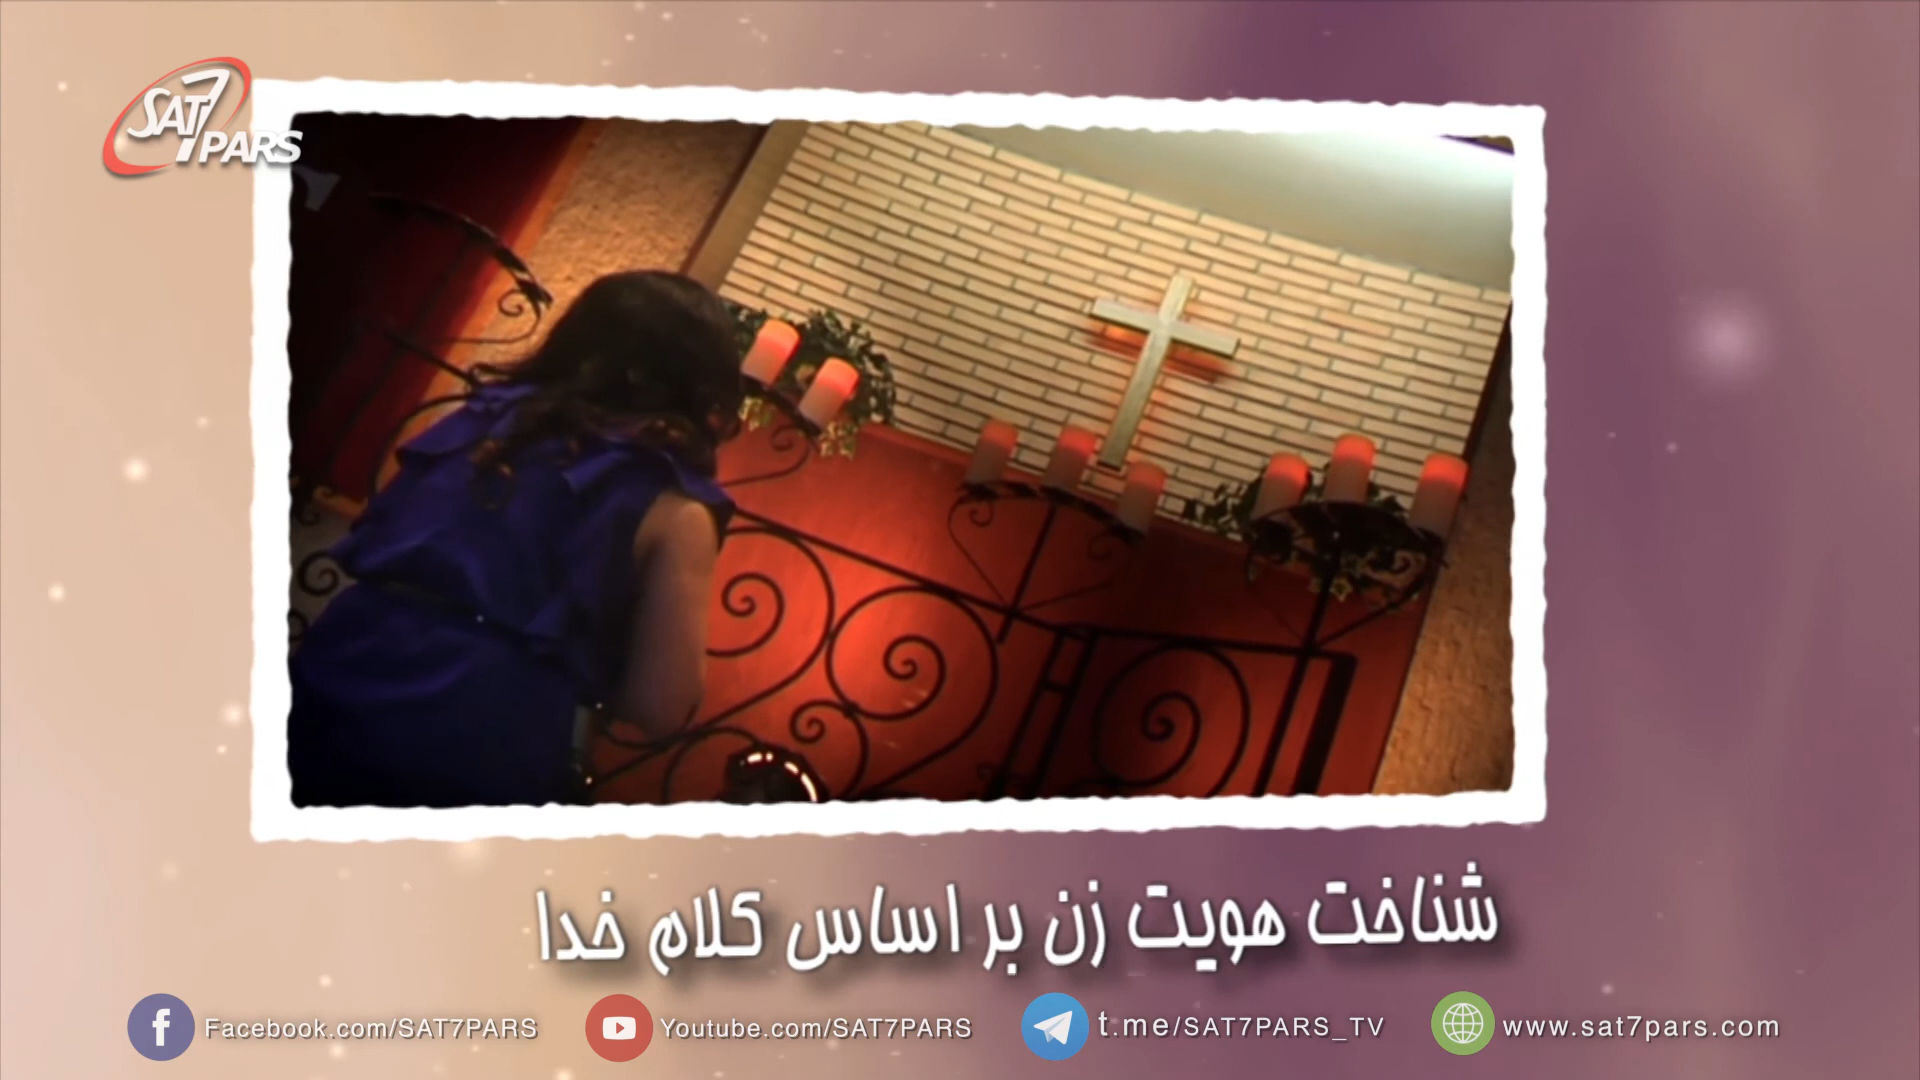 SAT7
PARS
شناخت هویت زن بر اساس کلام خدا
Facebook.com/SAT7PARS
Youtube.com/SAT7PARS
t.me/SAT7PARS_TV
www.sat7pars.com